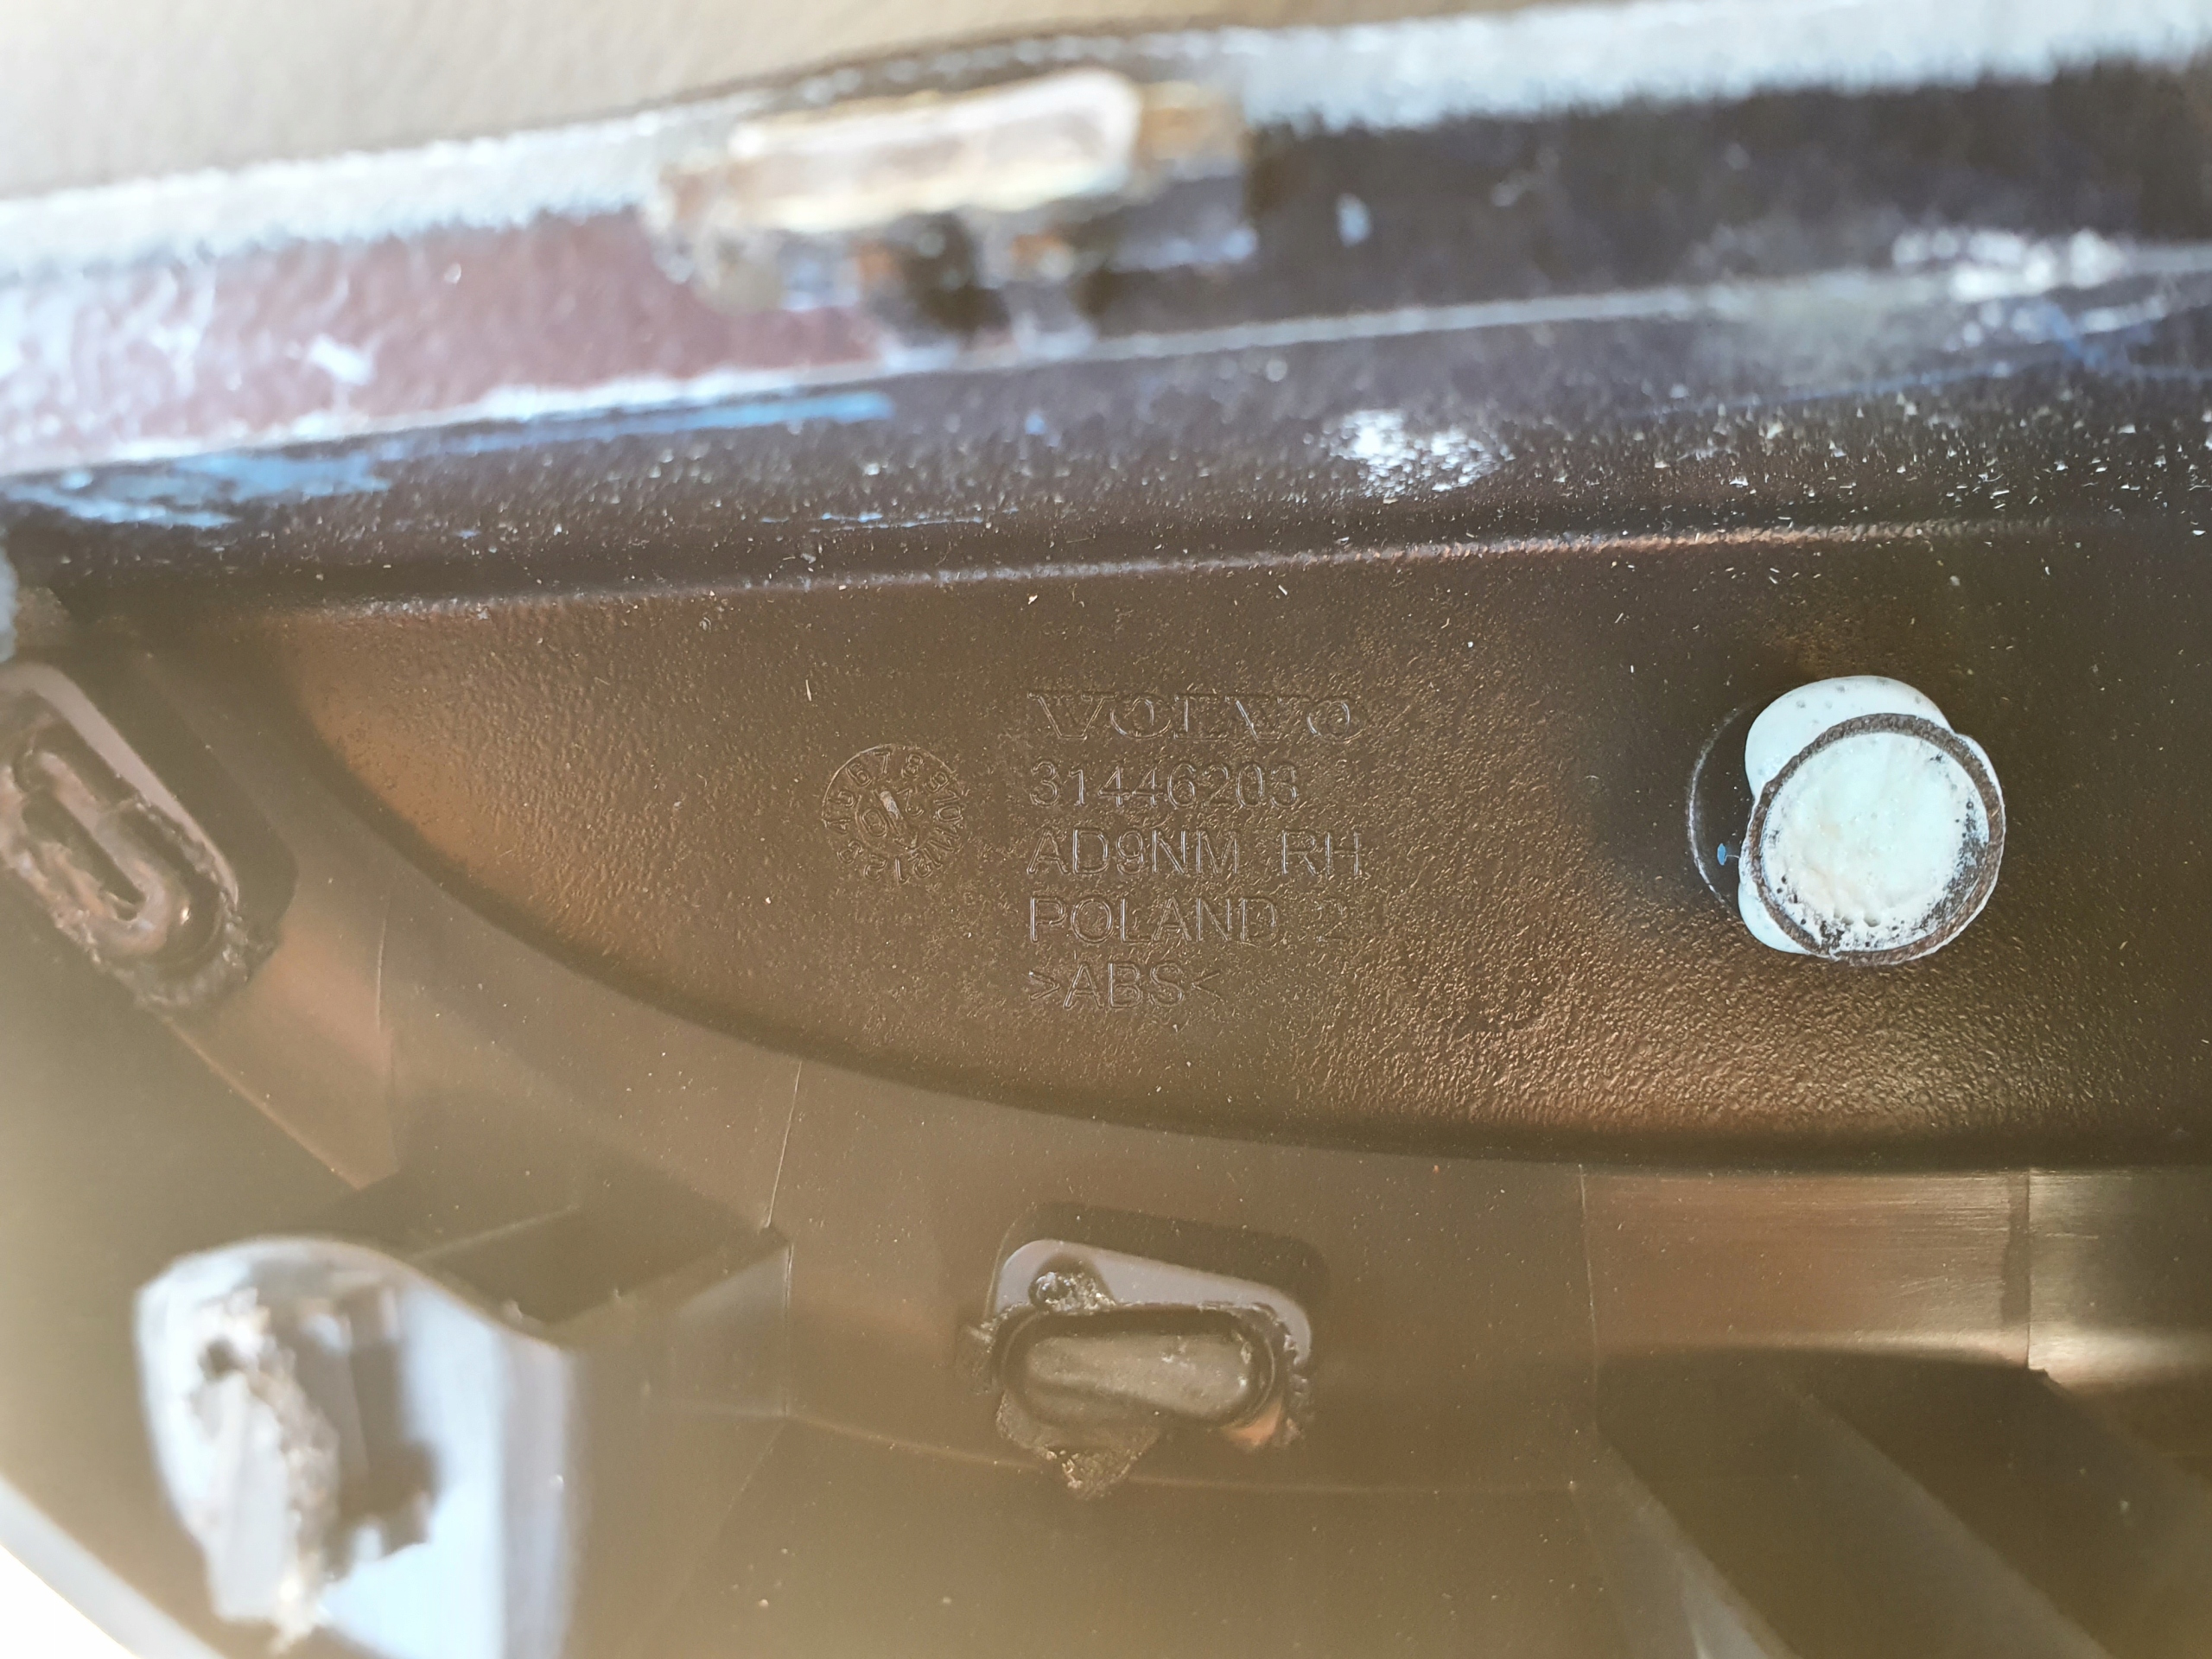 VOLVO
31446203
AD9NM RH
POLAND 2
>ABS<